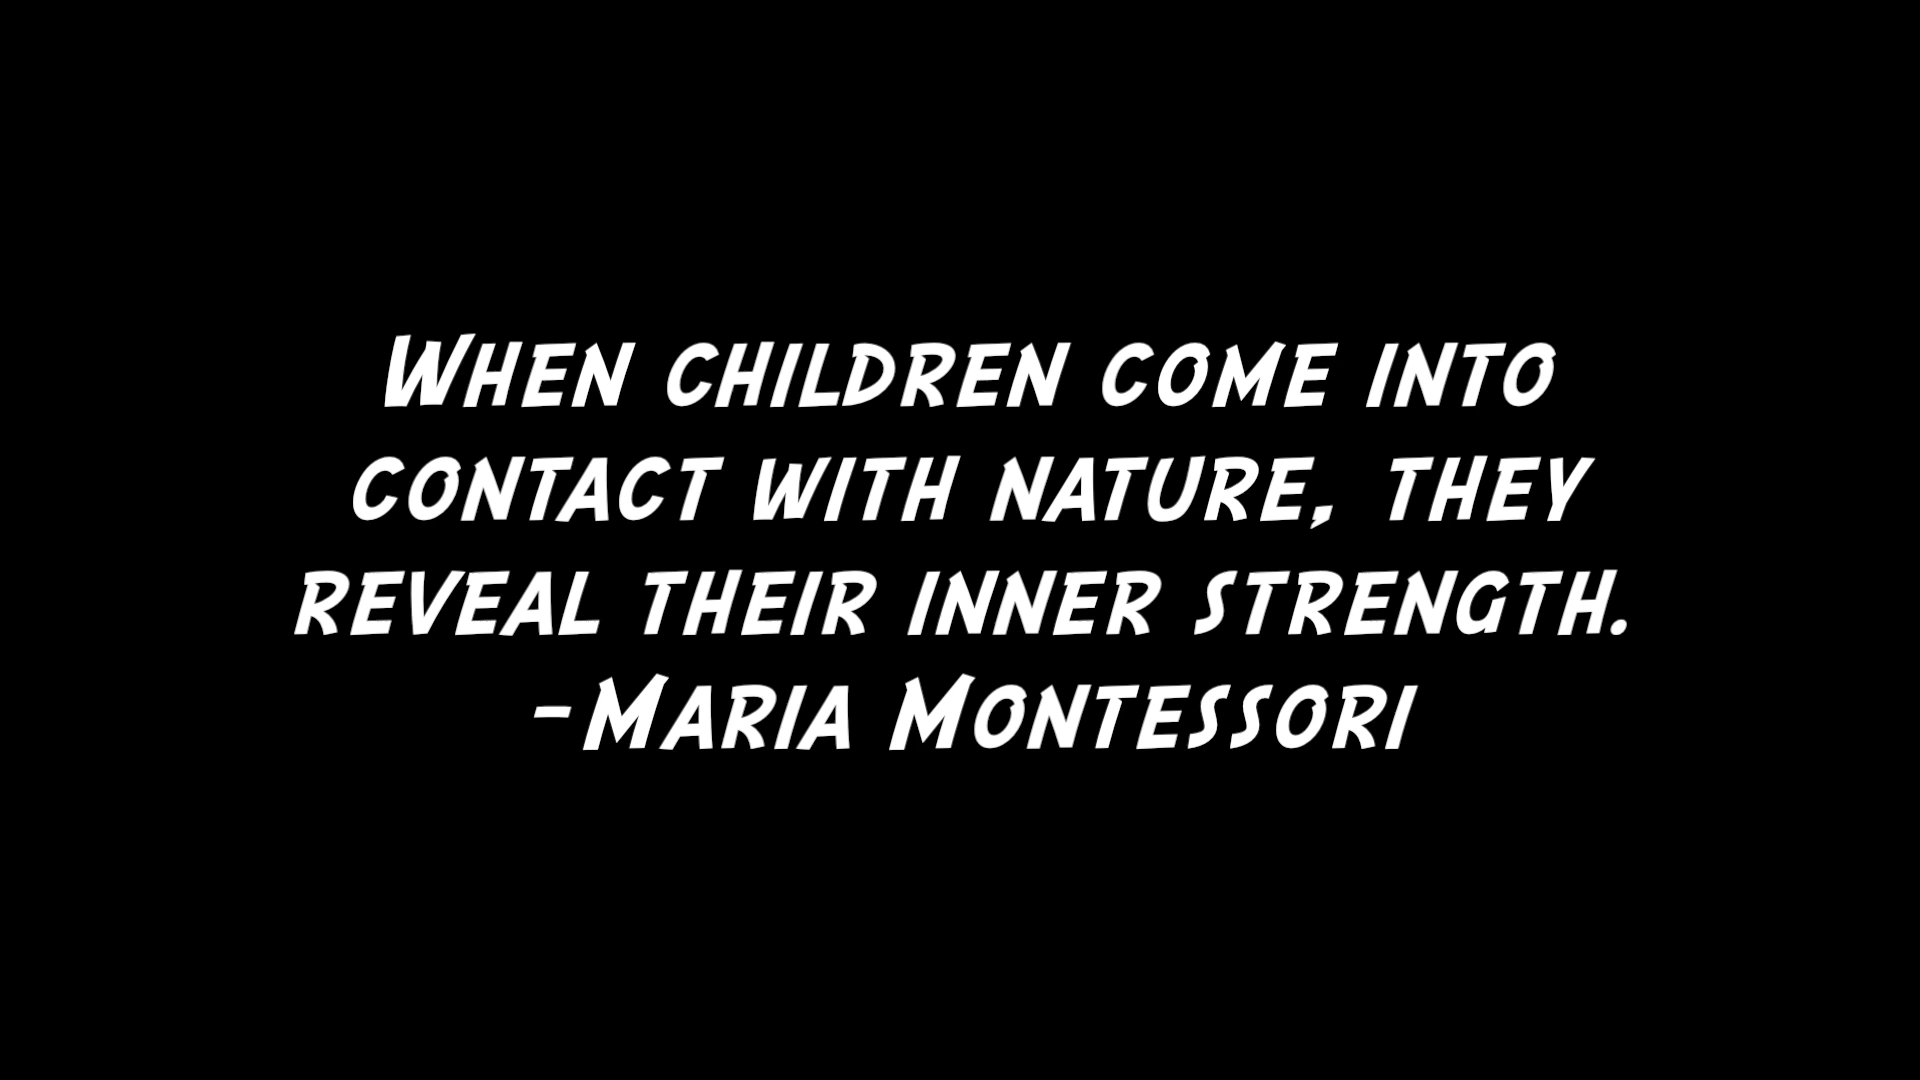 When children come into
contact with nature, they
reveal their inner strength.
-Maria Montessori